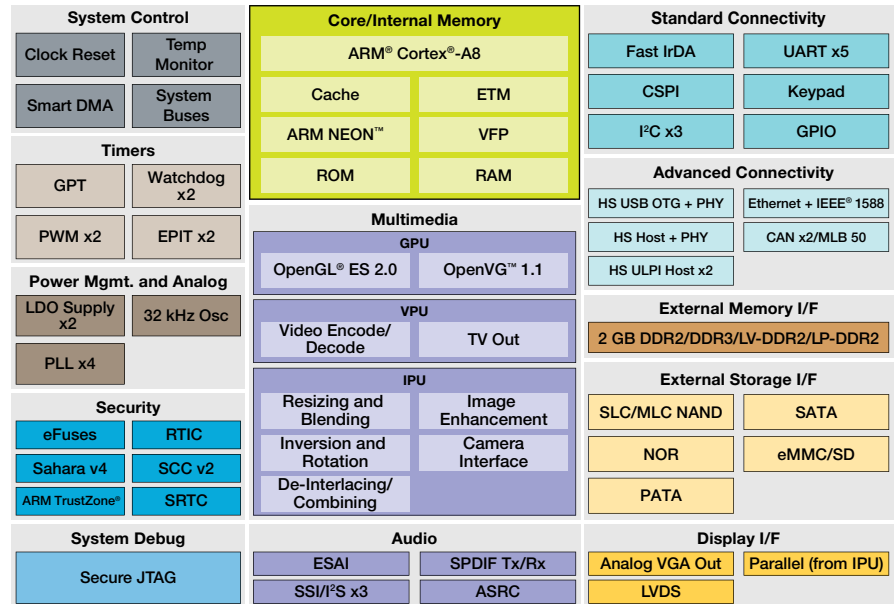 System Control
Clock Reset
Temp
Monitor
Smart DMA
System
Buses
Timers
GPT
Watchdog
x2
PWM x2
EPIT x2
Power Mgmt. and Analog
LDO Supply
x2
32 kHz Osc
PLL x4
Security
eFuses
RTIC
Sahara v4
SCC v2
ARM TrustZone®
SRTC
System Debug
Secure JTAG
Core/Internal Memory
ARM® Cortex®-A8
Cache
ETM
ARM NEON™
VFP
ROM
RAM
Multimedia
GPU
OpenGL® ES 2.0
OpenVG™ 1.1
VPU
Video Encode/
Decode
TV Out
IPU
Resizing and
Blending
Image
Enhancement
Inversion and
Rotation
Camera
Interface
De-Interlacing/
Combining
Audio
ESAI
SPDIF Tx/Rx
SSI/I²S x3
ASRC
Standard Connectivity
Fast IrDA
UART x5
CSPI
Keypad
I²C x3
GPIO
Advanced Connectivity
HS USB OTG + PHY
Ethernet + IEEE® 1588
HS Host + PHY
CAN x2/MLB 50
HS ULPI Host x2
External Memory I/F
2 GB DDR2/DDR3/LV-DDR2/LP-DDR2
External Storage I/F
SLC/MLC NAND
SATA
NOR
eMMC/SD
PATA
Display I/F
Analog VGA Out
Parallel (from IPU)
LVDS